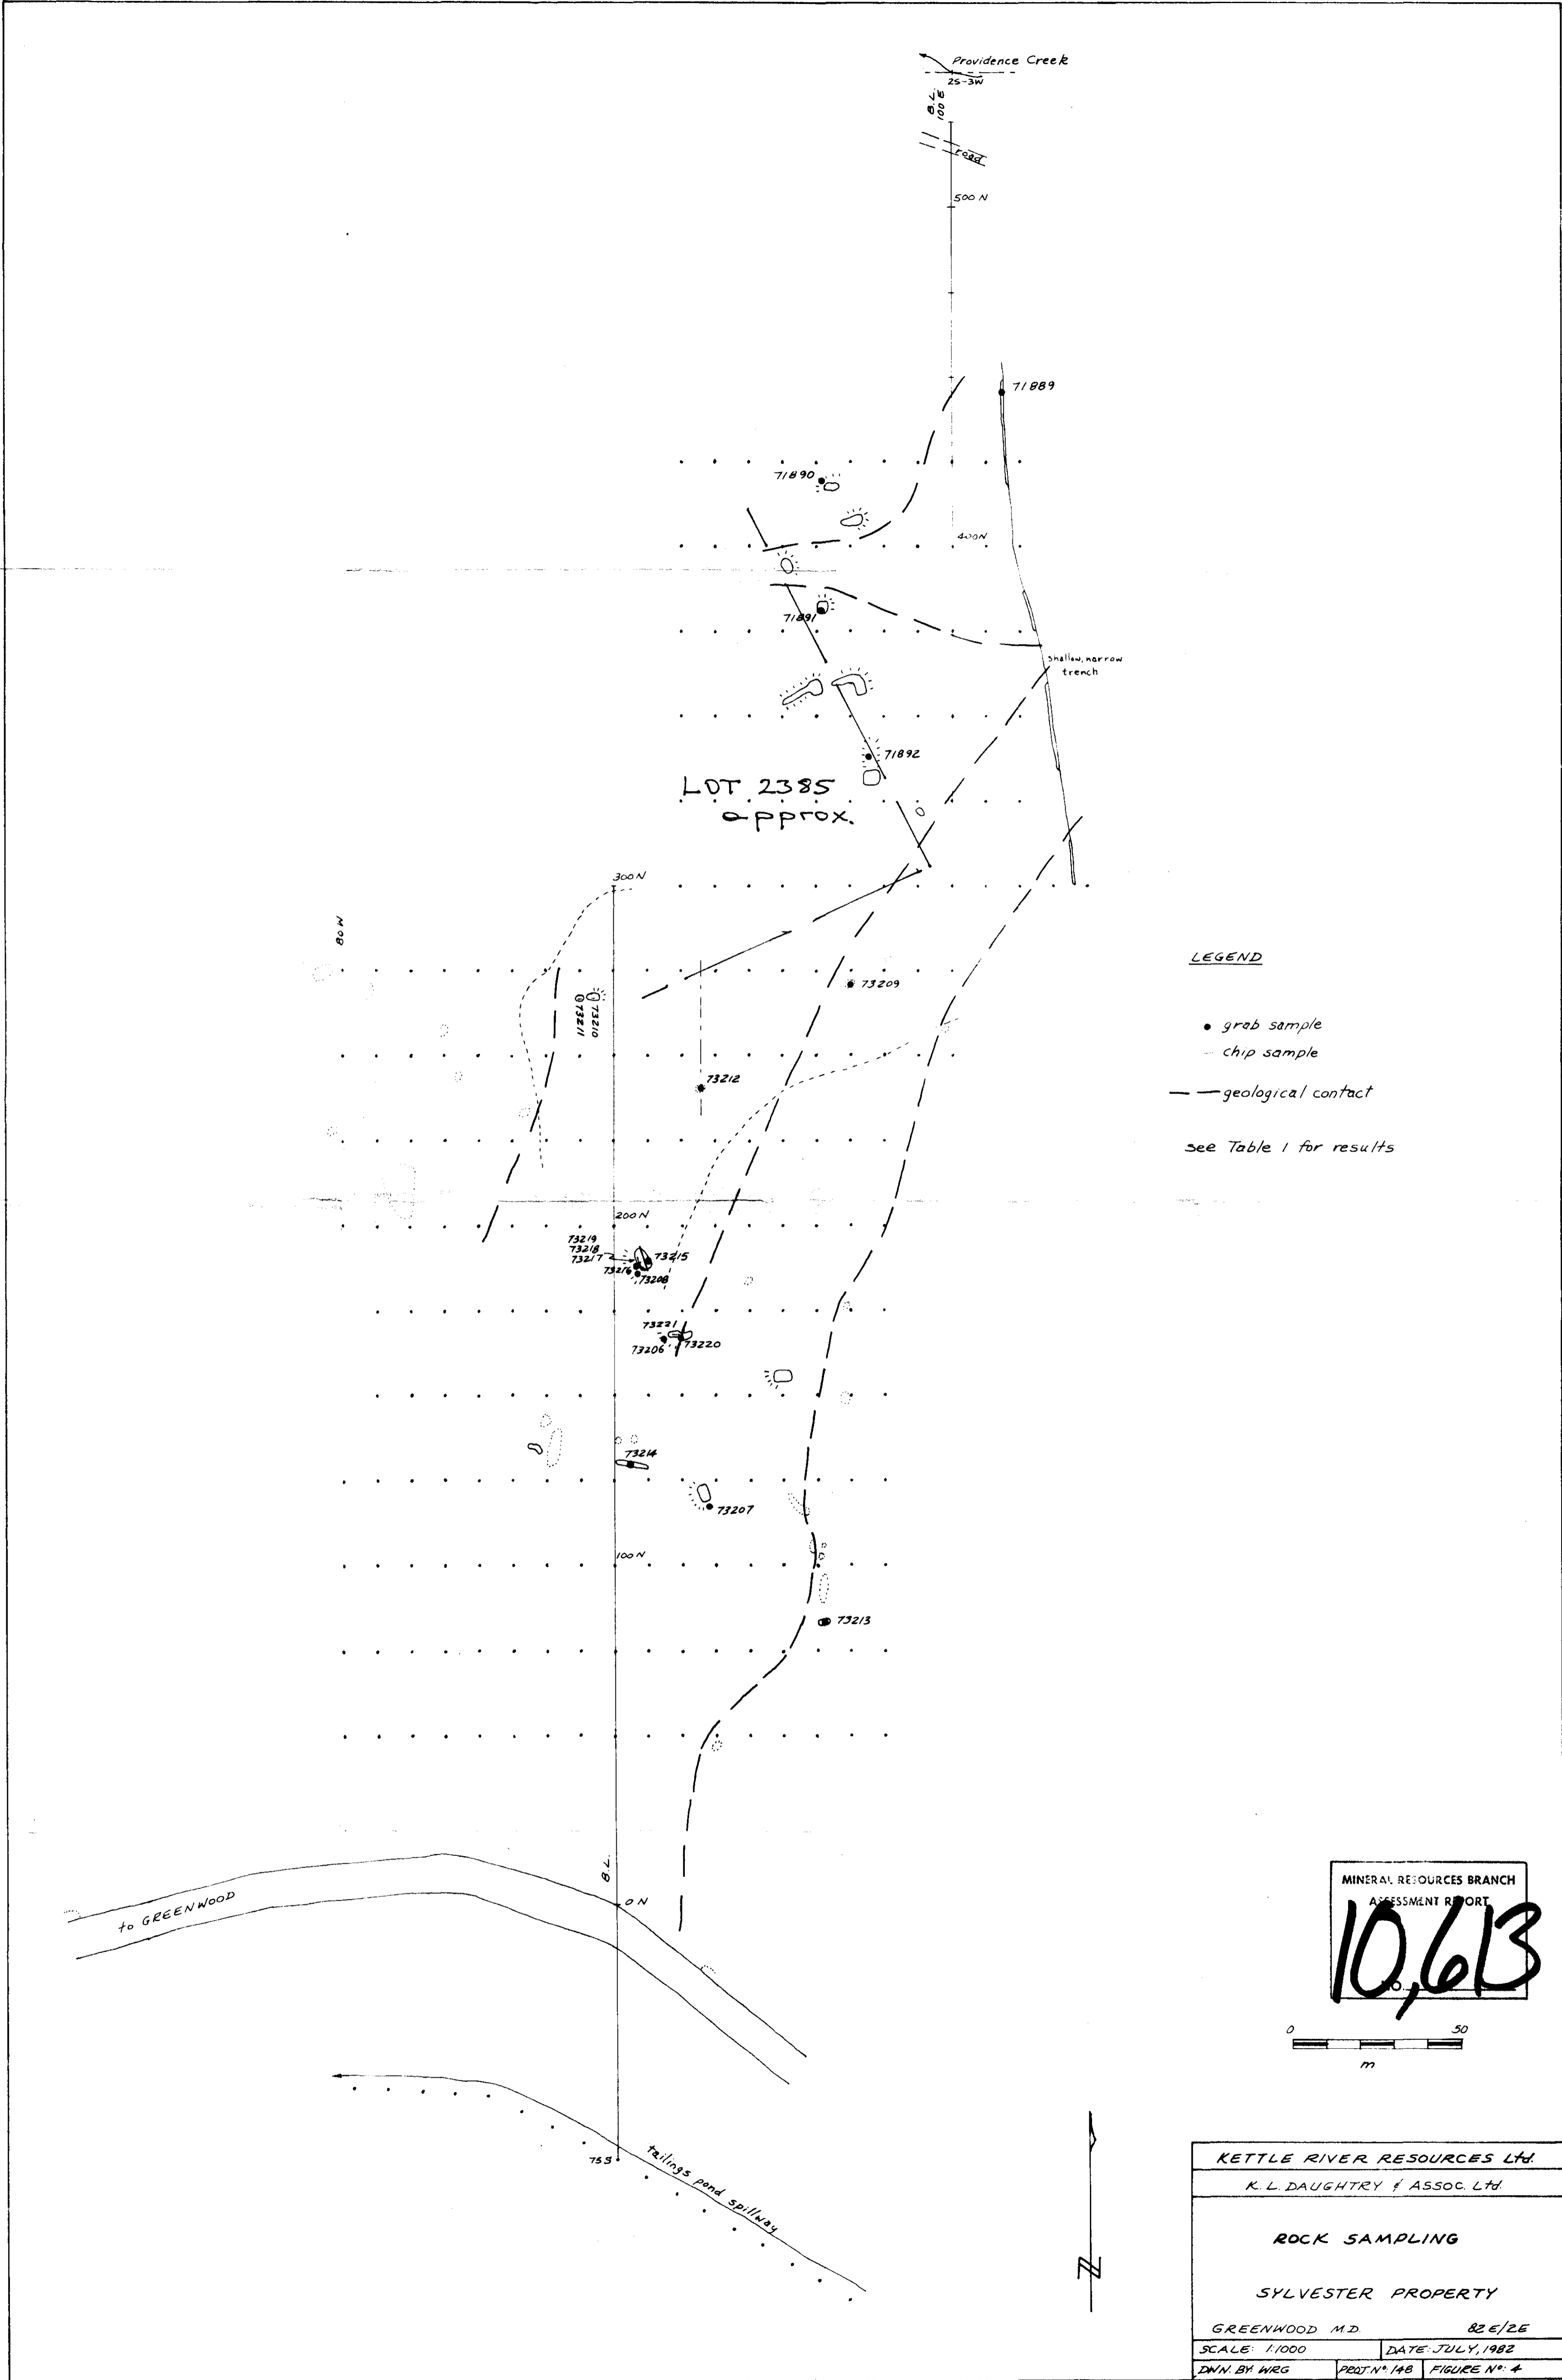 Providence Creek
2S-3W
B.L.
100 E
road
500 N
71889
71890
400N
71891
shallow, narrow
trench
71892
LOT 2385
approx.
300 N
80 W
73209
73210
73211
73212
LEGEND
grab sample
chip sample
geological contact
see Table 1 for results
200 N
73219
73218
73217
73215
73216
73208
73221
73206
73220
73214
73207
100 N
73213
B.L.
0 N
to GREENWOOD
75 S
tailings pond spillway
MINERAL RESOURCES BRANCH
ASSESSMENT REPORT
10,613
0 50
m
N
KETTLE RIVER RESOURCES Ltd.
K. L. DAUGHTRY & ASSOC. Ltd.
ROCK SAMPLING
SYLVESTER PROPERTY
GREENWOOD M.D. 82 E/2E
SCALE: 1:1000 DATE: JULY, 1982
DWN. BY: WRG PROJ Nº: 148 FIGURE Nº: 4